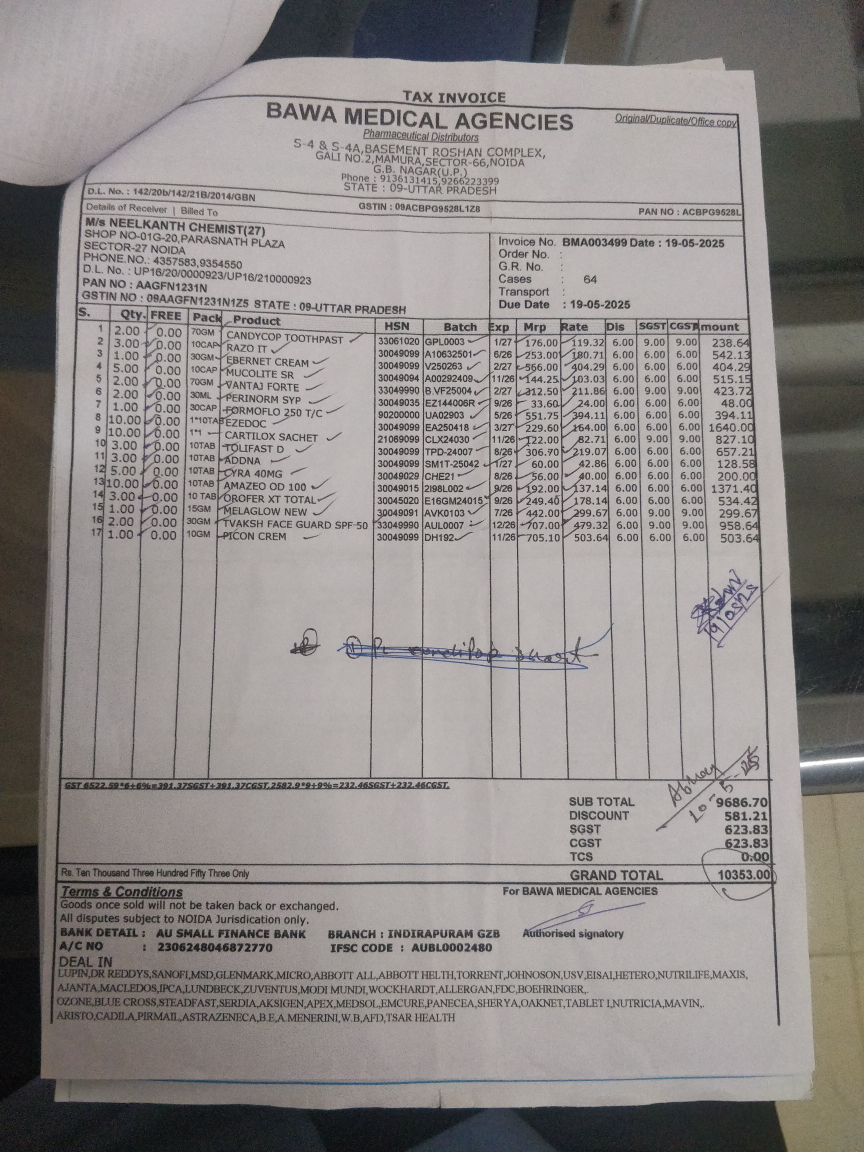 TAX INVOICE
BAWA MEDICAL AGENCIES
Original/Duplicate/Office copy
Pharmaceutical Distributors
S-4 & S-4A,BASEMENT ROSHAN COMPLEX,
GALI NO.2,MAMURA,SECTOR-66,NOIDA
G.B. NAGAR(U.P.)
Phone : 9136131415,9266223399
STATE : 09-UTTAR PRADESH
D.L. No. : 142/20b/142/21B/2014/GBN
GSTIN : 09ACBPG9528L1Z8
PAN NO : ACBPG9528L
Details of Receiver | Billed To
M/s NEELKANTH CHEMIST(27)
SHOP NO-01G-20,PARASNATH PLAZA
SECTOR-27 NOIDA
PHONE.NO.: 4357583,9354550
D.L. No. : UP16/20/0000923/UP16/210000923
PAN NO : AAGFN1231N
GSTIN NO : 09AAGFN1231N1Z5 STATE : 09-UTTAR PRADESH
Invoice No. BMA003499 Date : 19-05-2025
Order No. :
G.R. No. :
Cases : 64
Transport :
Due Date : 19-05-2025
S. Qty. FREE Pack Product HSN Batch Exp Mrp Rate Dis SGST CGST Amount
1 2.00 0.00 70GM CANDYCOP TOOTHPAST 33061020 GPL0003 1/27 176.00 119.32 6.00 9.00 9.00 238.64
2 3.00 0.00 10CAP RAZO IT 30049099 A10632501 6/26 253.00 180.71 6.00 6.00 6.00 542.13
3 1.00 0.00 30GM EBERNET CREAM 30049099 V250263 2/27 566.00 404.29 6.00 6.00 6.00 404.29
4 5.00 0.00 10CAP MUCOLITE SR 30049094 A00292409 11/26 144.25 103.03 6.00 6.00 6.00 515.15
5 2.00 0.00 70GM VANTAJ FORTE 33049990 B.VF25004 2/27 312.50 211.86 6.00 9.00 9.00 423.72
6 2.00 0.00 30ML PERINORM SYP 30049035 EZ144006R 9/26 33.60 24.00 6.00 6.00 6.00 48.00
7 1.00 0.00 30CAP FORMOFLO 250 T/C 90200000 UA02903 5/26 551.75 394.11 6.00 6.00 6.00 394.11
8 10.00 0.00 1*10TAB EZEDOC 30049099 EA250418 3/27 229.60 164.00 6.00 6.00 6.00 1640.00
9 10.00 0.00 1*1 CARTILOX SACHET 21069099 CLX24030 11/26 122.00 82.71 6.00 9.00 9.00 827.10
10 3.00 0.00 10TAB TOLIFAST D 30049099 TPD-24007 8/26 306.70 219.07 6.00 6.00 6.00 657.21
11 3.00 0.00 10TAB ADDNA 30049099 SM1T-25042 1/27 60.00 42.86 6.00 6.00 6.00 128.58
12 5.00 0.00 10TAB CYRA 40MG 30049029 CHE21 8/26 56.00 40.00 6.00 6.00 6.00 200.00
13 10.00 0.00 10TAB AMAZEO OD 100 30049015 2I98L002 9/26 192.00 137.14 6.00 6.00 6.00 1371.40
14 3.00 0.00 10 TAB OROFER XT TOTAL 30045020 E16GM24015 9/26 249.40 178.14 6.00 6.00 6.00 534.42
15 1.00 0.00 15GM MELAGLOW NEW 30049091 AVK0103 7/26 442.00 299.67 6.00 9.00 9.00 299.67
16 2.00 0.00 30GM TVAKSH FACE GUARD SPF-50 33049990 AUL0007 12/26 707.00 479.32 6.00 9.00 9.00 958.64
17 1.00 0.00 10GM PICON CREM 30049099 DH192 11/26 705.10 503.64 6.00 6.00 6.00 503.64
19/05/25
GST 6522.59*6+6%=391.37SGST+391.37CGST,2582.9*9+9%=232.46SGST+232.46CGST.
Abhay
SUB TOTAL 9686.70
DISCOUNT 581.21
SGST 623.83
CGST 623.83
TCS 0.00
Rs. Ten Thousand Three Hundred Fifty Three Only
GRAND TOTAL 10353.00
Terms & Conditions
For BAWA MEDICAL AGENCIES
Goods once sold will not be taken back or exchanged.
All disputes subject to NOIDA Jurisdication only.
BANK DETAIL : AU SMALL FINANCE BANK BRANCH : INDIRAPURAM GZB
Authorised signatory
A/C NO : 2306248046872770 IFSC CODE : AUBL0002480
DEAL IN
LUPIN,DR REDDYS,SANOFI,MSD,GLENMARK,MICRO,ABBOTT ALL,ABBOTT HELTH,TORRENT,JOHNOSON,USV,EISAI,HETERO,NUTRILIFE,MAXIS,
AJANTA,MACLEDOS,IPCA,LUNDBECK,ZUVENTUS,MODI MUNDI,WOCKHARDT,ALLERGAN,FDC,BOEHRINGER,.
OZONE,BLUE CROSS,STEADFAST,SERDIA,AKSIGEN,APEX,MEDSOL,EMCURE,PANECEA,SHERYA,OAKNET,TABLET I,NUTRICIA,MAVIN,.
ARISTO,CADILA,PIRMAIL,ASTRAZENECA,B.E,A.MENERINI,W.B,AFD,TSAR HEALTH